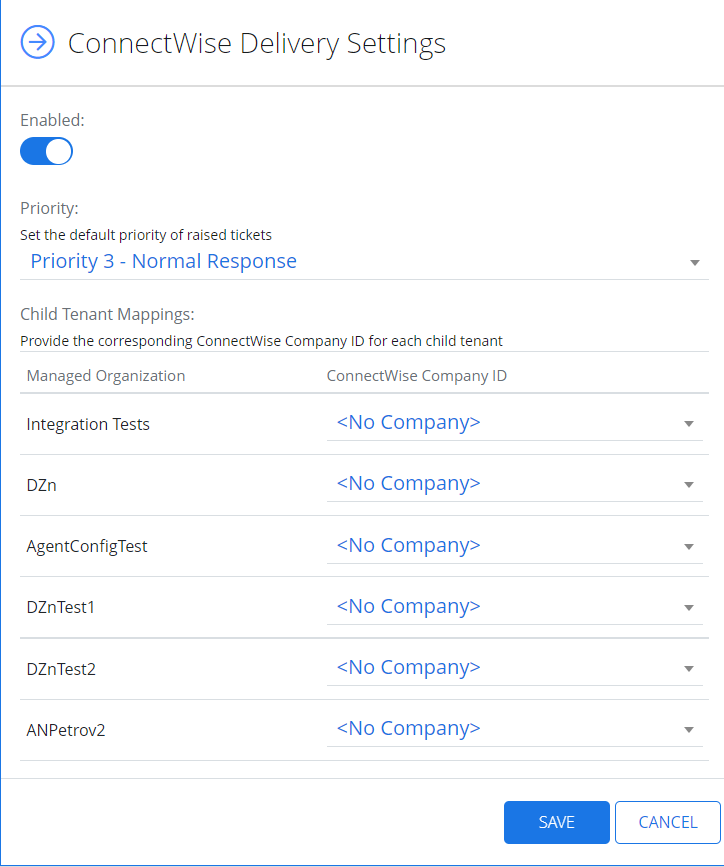 ConnectWise Delivery Settings
Enabled:
Priority:
Set the default priority of raised tickets
Priority 3 - Normal Response
Child Tenant Mappings:
Provide the corresponding ConnectWise Company ID for each child tenant
Managed Organization ConnectWise Company ID
Integration Tests <No Company>
DZn <No Company>
AgentConfigTest <No Company>
DZnTest1 <No Company>
DZnTest2 <No Company>
ANPetrov2 <No Company>
SAVE CANCEL